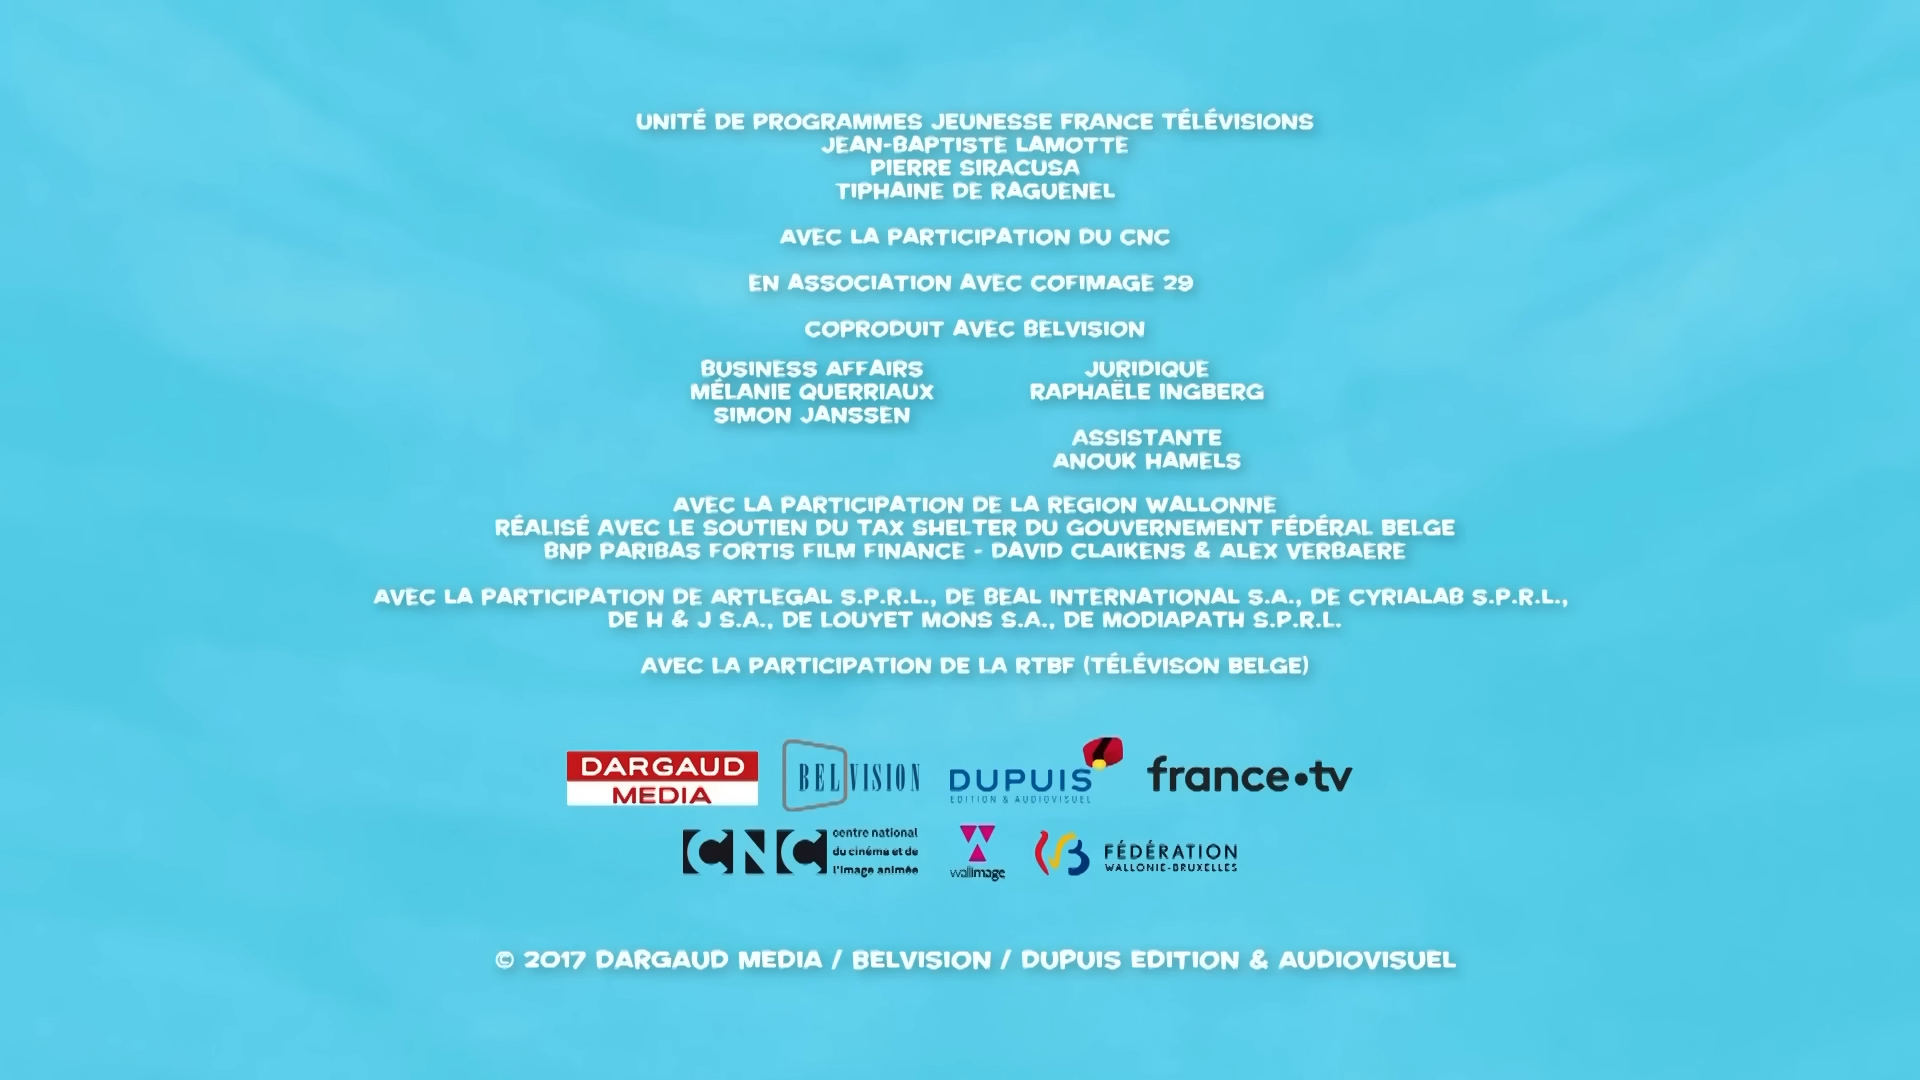 UNITÉ DE PROGRAMMES JEUNESSE FRANCE TÉLÉVISIONS
JEAN-BAPTISTE LAMOTTE
PIERRE SIRACUSA
TIPHAINE DE RAGUENEL
AVEC LA PARTICIPATION DU CNC
EN ASSOCIATION AVEC COFIMAGE 29
COPRODUIT AVEC BELVISION
BUSINESS AFFAIRS
MÉLANIE QUERRIAUX
SIMON JANSSEN
JURIDIQUE
RAPHAËLE INGBERG
ASSISTANTE
ANOUK HAMELS
AVEC LA PARTICIPATION DE LA REGION WALLONNE
RÉALISÉ AVEC LE SOUTIEN DU TAX SHELTER DU GOUVERNEMENT FÉDÉRAL BELGE
BNP PARIBAS FORTIS FILM FINANCE - DAVID CLAIKENS & ALEX VERBAERE
AVEC LA PARTICIPATION DE ARTLEGAL S.P.R.L., DE BEAL INTERNATIONAL S.A., DE CYRIALAB S.P.R.L.,
DE H & J S.A., DE LOUYET MONS S.A., DE MODIAPATH S.P.R.L.
AVEC LA PARTICIPATION DE LA RTBF (TÉLÉVISON BELGE)
DARGAUD
MEDIA
BELVISION
DUPUIS
EDITION & AUDIOVISUEL
france•tv
CNC
centre national
du cinéma et de
l'image animée
wallimage
FÉDÉRATION
WALLONIE-BRUXELLES
© 2017 DARGAUD MEDIA / BELVISION / DUPUIS EDITION & AUDIOVISUEL